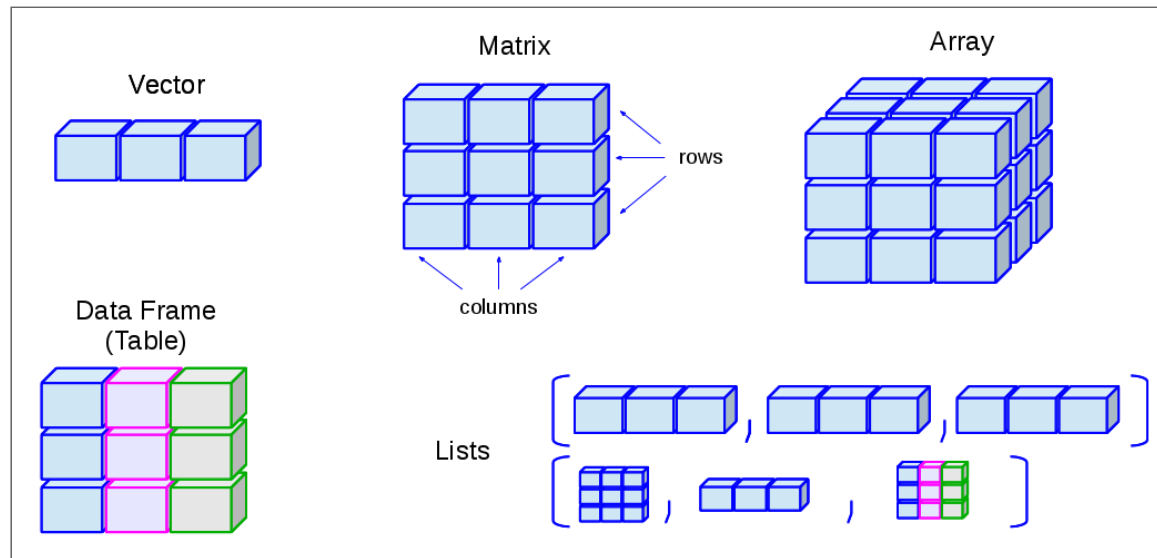 Vector
Matrix
Array
rows
columns
Data Frame
(Table)
Lists